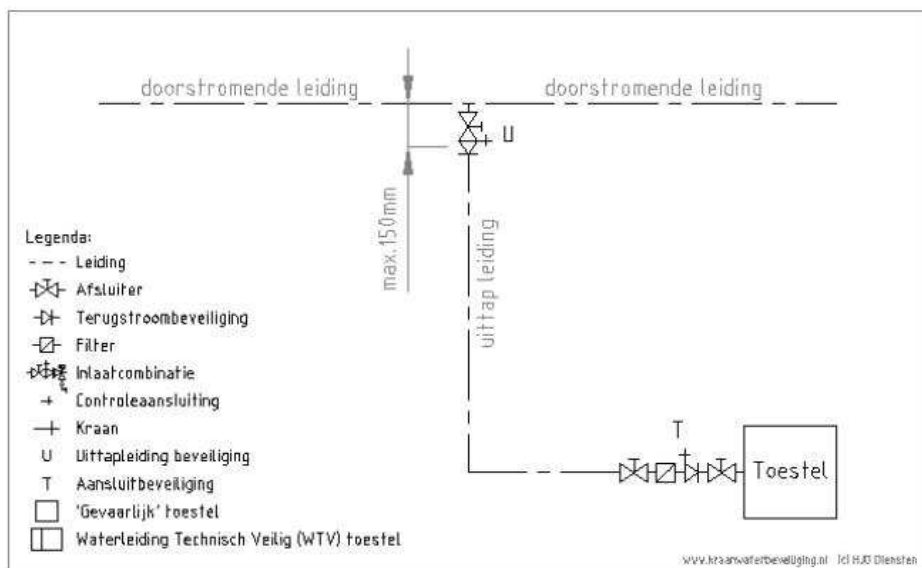 doorstromende leiding
doorstromende leiding
U
max.150mm
uittap leiding
Legenda:
Leiding
Afsluiter
Terugstroombeveiliging
Filter
Inlaatcombinatie
Controleaansluiting
Kraan
U Uittapleiding beveiliging
T Aansluitbeveiliging
'Gevaarlijk' toestel
Waterleiding Technisch Veilig (WTV) toestel
T
Toestel
www.kraanwaterbeveiliging.nl (c) HJG Diensten